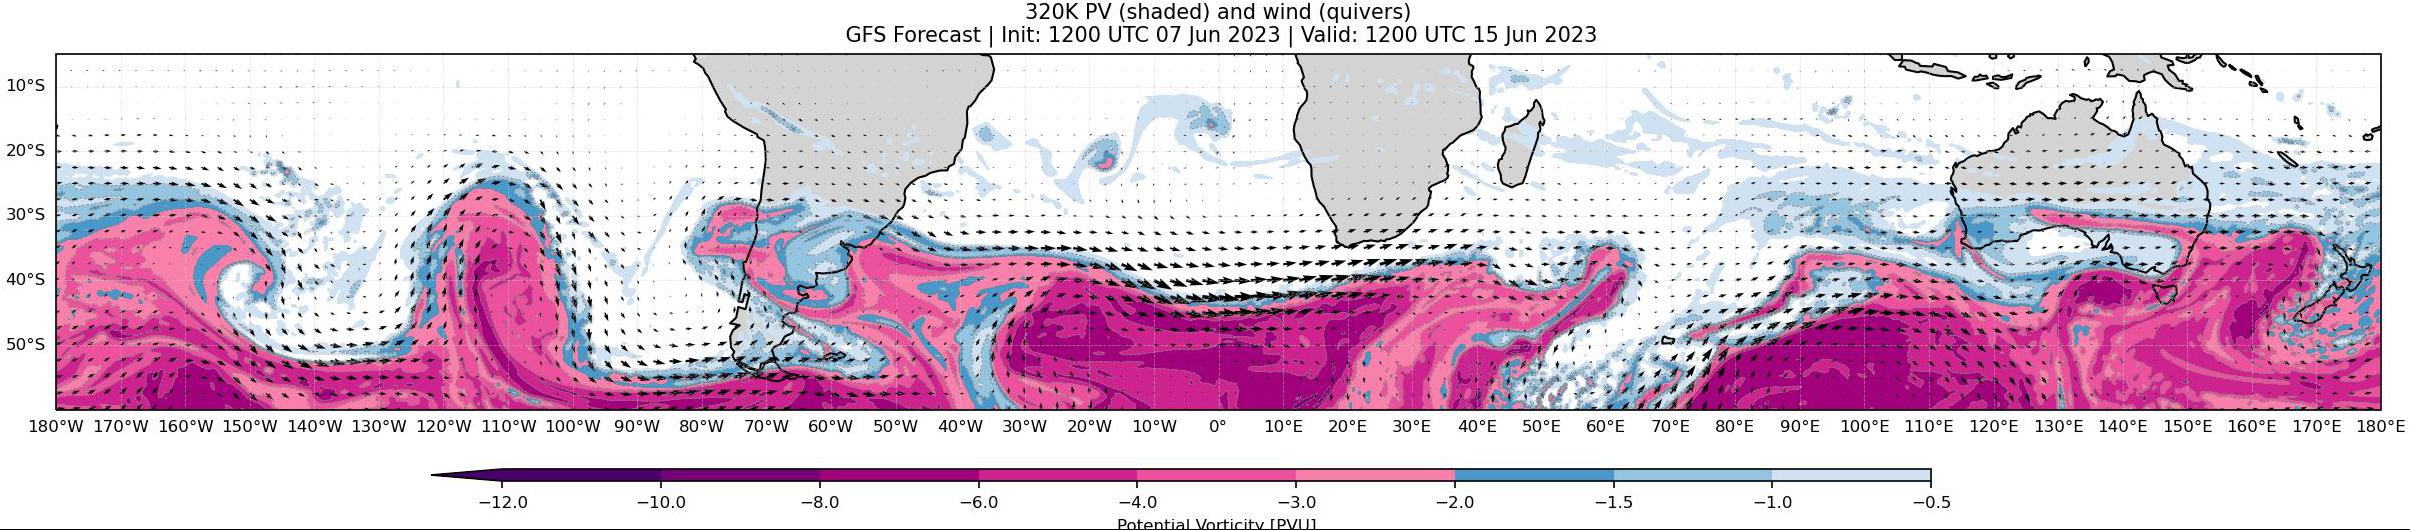 320K PV (shaded) and wind (quivers)
GFS Forecast | Init: 1200 UTC 07 Jun 2023 | Valid: 1200 UTC 15 Jun 2023
10°S
20°S
30°S
40°S
50°S
180°W 170°W 160°W 150°W 140°W 130°W 120°W 110°W 100°W 90°W 80°W 70°W 60°W 50°W 40°W 30°W 20°W 10°W 0° 10°E 20°E 30°E 40°E 50°E 60°E 70°E 80°E 90°E 100°E 110°E 120°E 130°E 140°E 150°E 160°E 170°E 180°E
−12.0 −10.0 −8.0 −6.0 −4.0 −3.0 −2.0 −1.5 −1.0 −0.5
Potential Vorticity [PVU]